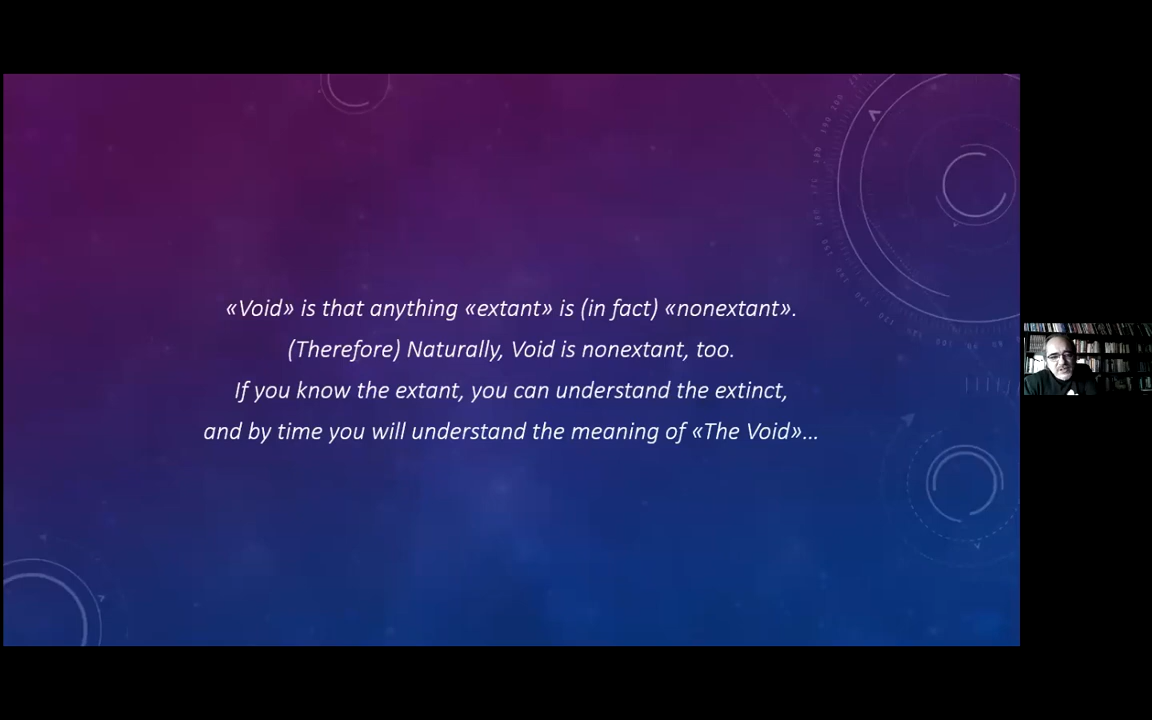 «Void» is that anything «extant» is (in fact) «nonextant».
(Therefore) Naturally, Void is nonextant, too.
If you know the extant, you can understand the extinct,
and by time you will understand the meaning of «The Void»...